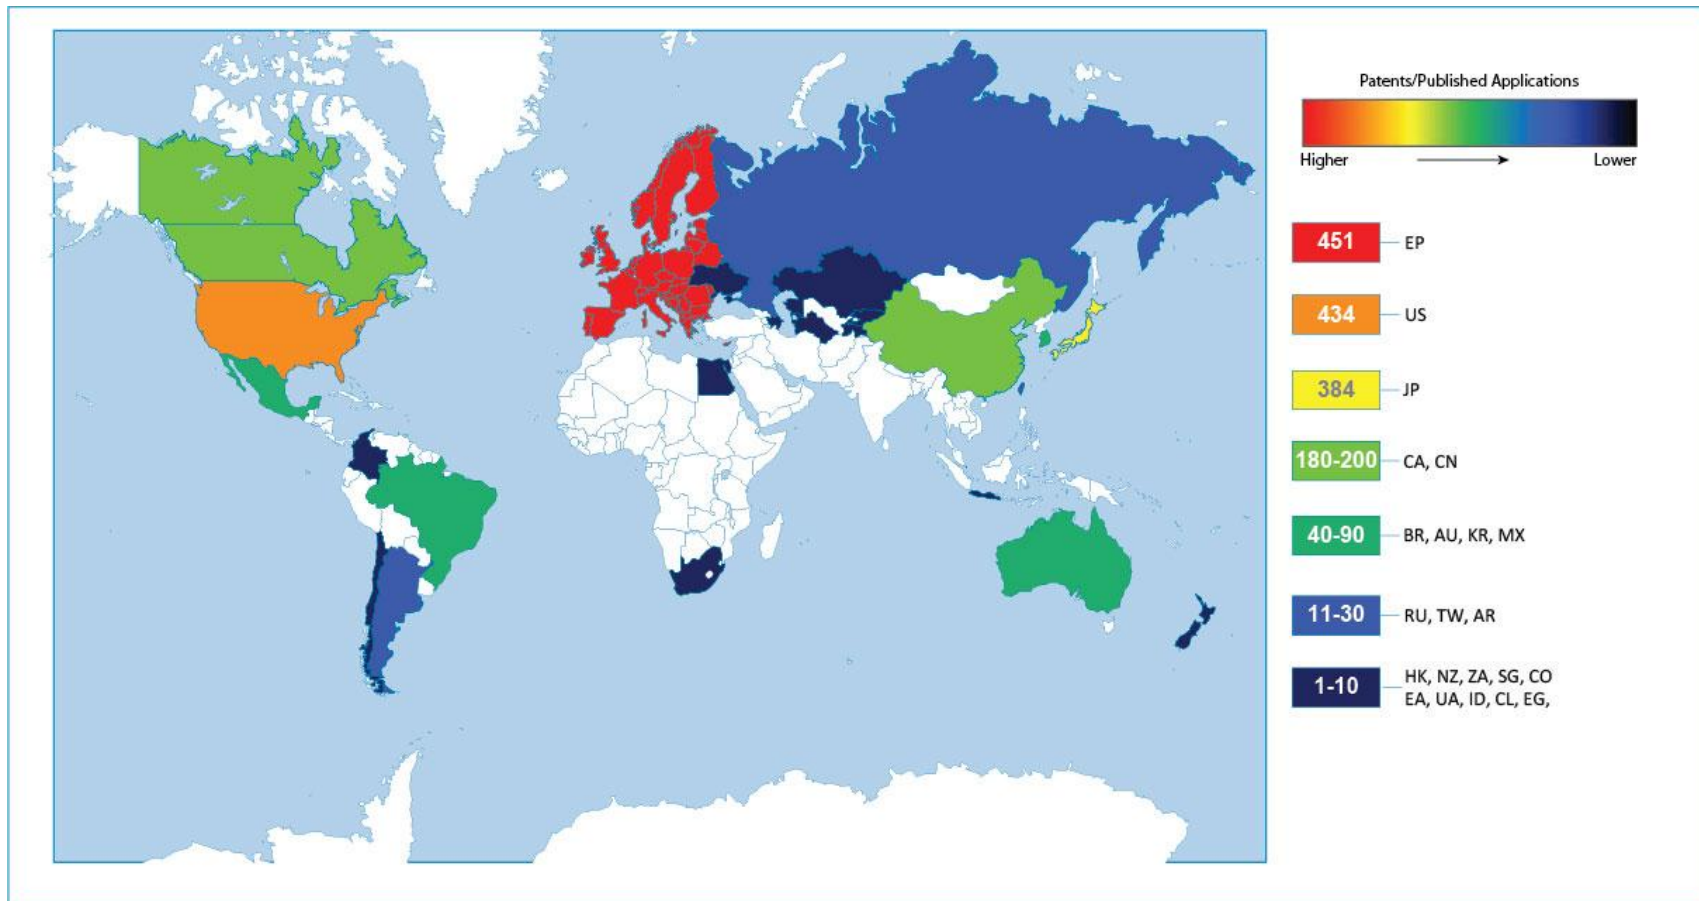 Patents/Published Applications
Higher Lower
451 EP
434 US
384 JP
180-200 CA, CN
40-90 BR, AU, KR, MX
11-30 RU, TW, AR
1-10 HK, NZ, ZA, SG, CO
EA, UA, ID, CL, EG,